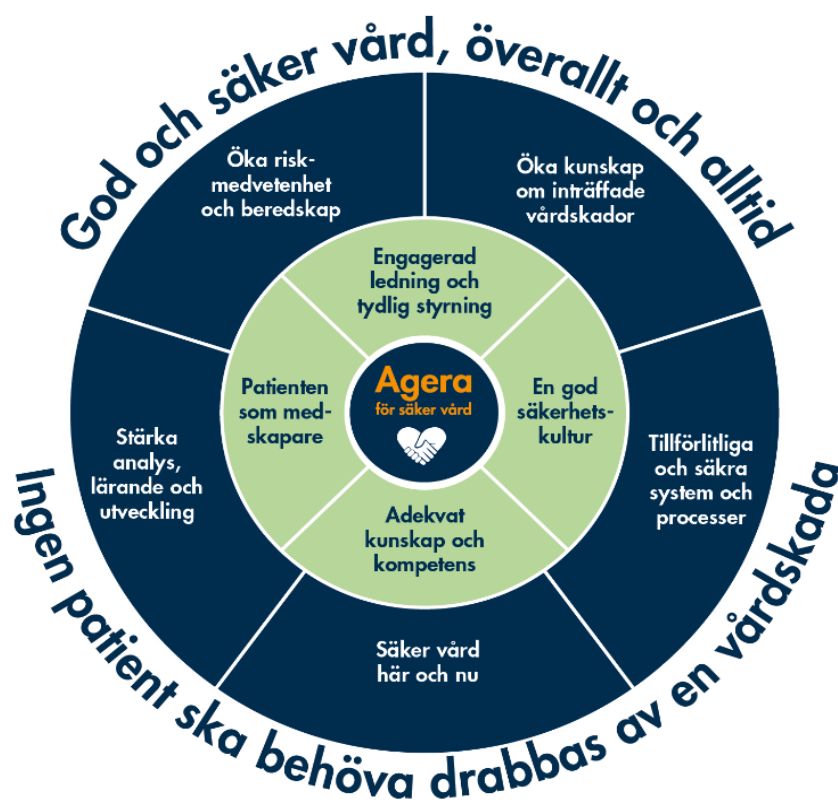 God och säker vård, överallt och alltid
Öka risk-
medvetenhet
och beredskap
Öka kunskap
om inträffade
vårdskador
Engagerad
ledning och
tydlig styrning
Patienten
som med-
skapare
Agera
för säker vård
En god
säkerhets-
kultur
Stärka
analys,
lärande och
utveckling
Tillförlitliga
och säkra
system och
processer
Adekvat
kunskap och
kompetens
Säker vård
här och nu
Ingen patient ska behöva drabbas av en vårdskada